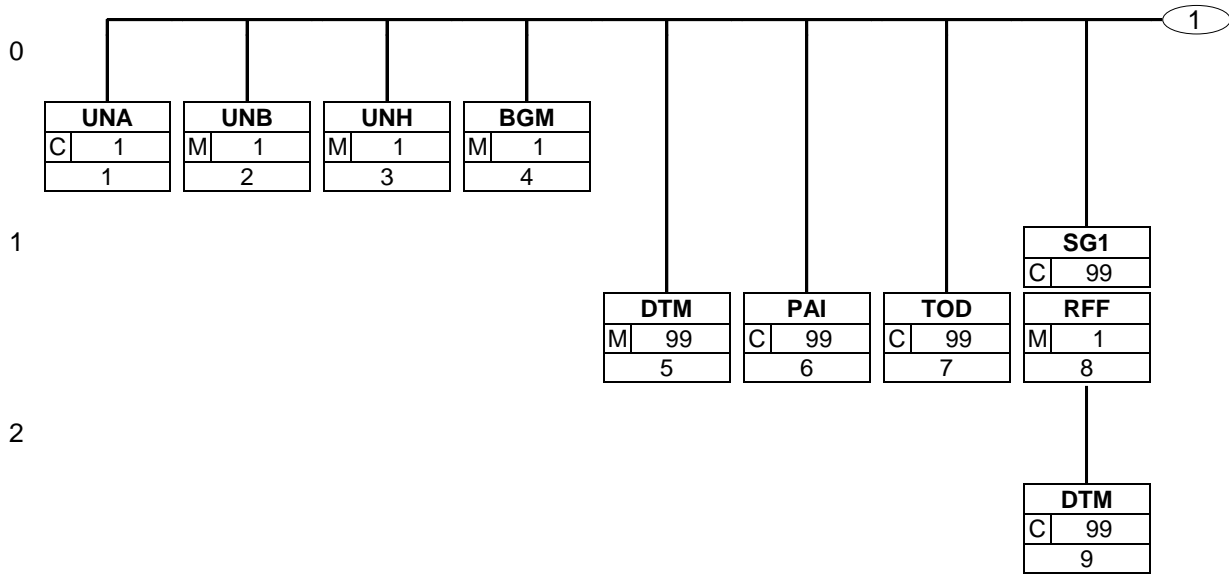 1
0
UNA UNB UNH BGM
C 1 M 1 M 1 M 1
1 2 3 4
1
SG1
C 99
DTM PAI TOD RFF
M 99 C 99 C 99 M 1
5 6 7 8
2
DTM
C 99
9